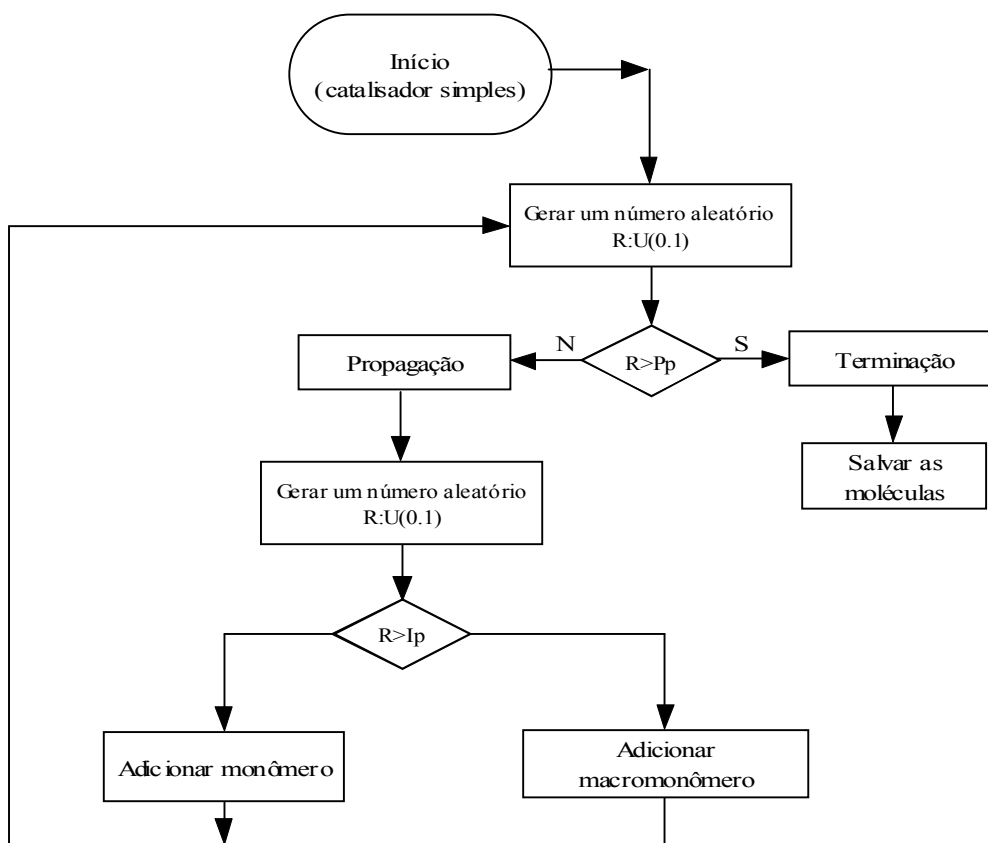 Início
(catalisador simples)
Gerar um número aleatório
R:U(0.1)
N
R>Pp
S
Propagação
Terminação
Salvar as
moléculas
Gerar um número aleatório
R:U(0.1)
R>Ip
Adicionar monômero
Adicionar
macromonômero